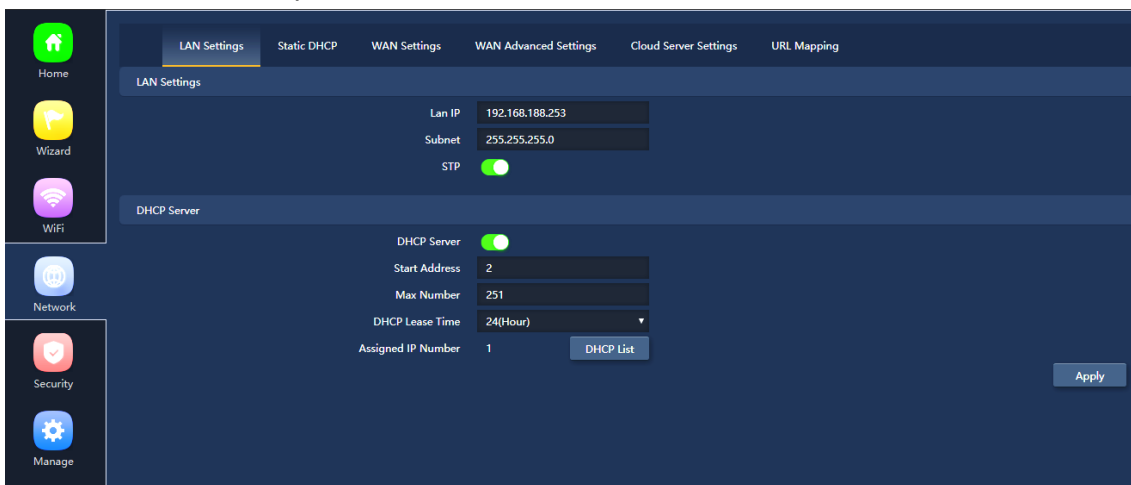 Home
Wizard
WiFi
Network
Security
Manage
LAN Settings Static DHCP WAN Settings WAN Advanced Settings Cloud Server Settings URL Mapping
LAN Settings
Lan IP 192.168.188.253
Subnet 255.255.255.0
STP
DHCP Server
DHCP Server
Start Address 2
Max Number 251
DHCP Lease Time 24(Hour)
Assigned IP Number 1 DHCP List
Apply